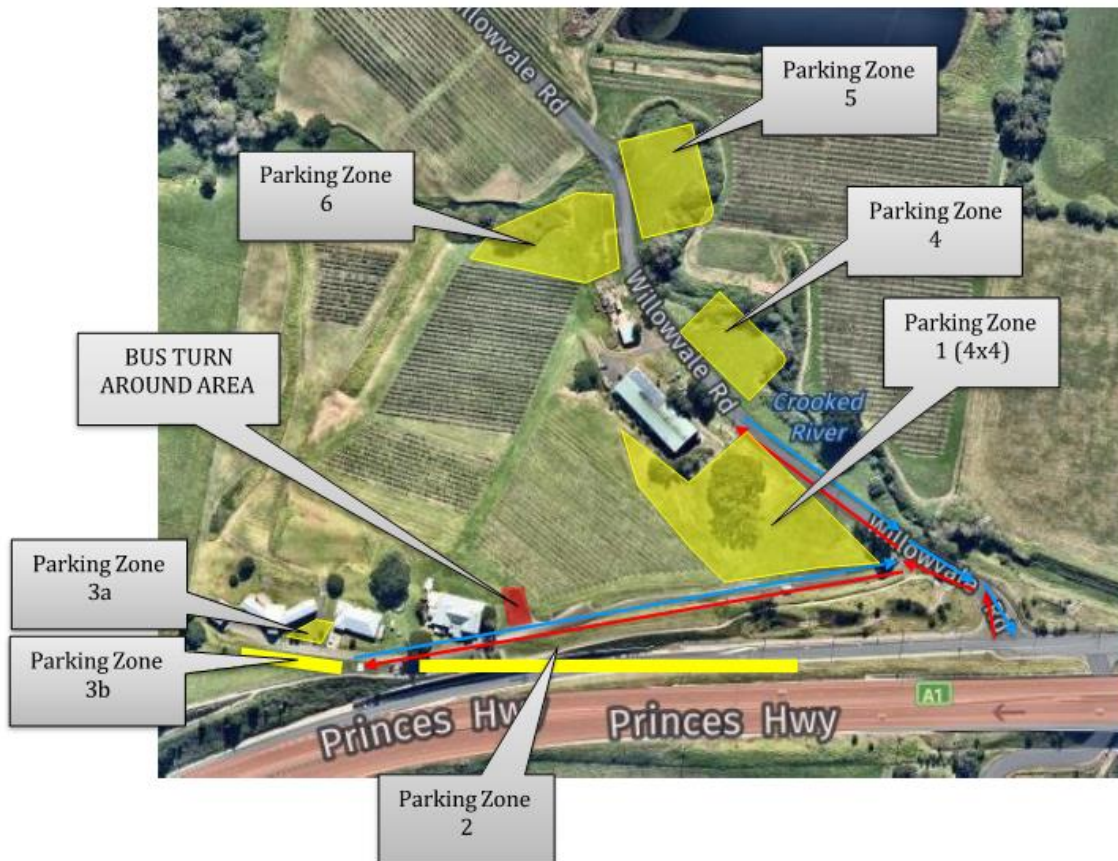 Willowvale Rd
Parking Zone
5
Parking Zone
6
Parking Zone
4
Willowvale Rd
Parking Zone
1 (4x4)
BUS TURN
AROUND AREA
Crooked
River
Willowvale Rd
Parking Zone
3a
Parking Zone
3b
A1
Princes Hwy
Princes Hwy
Parking Zone
2